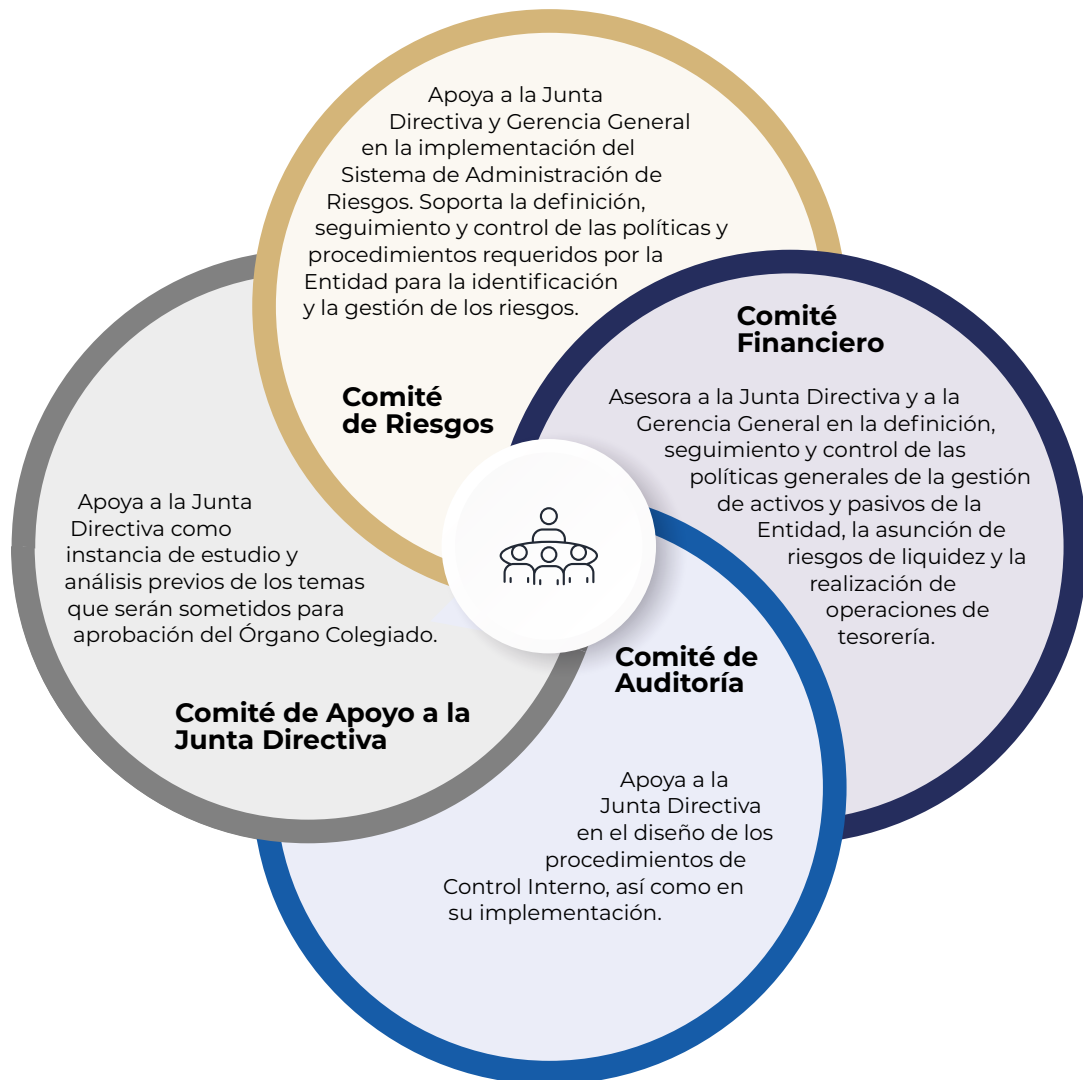 Apoya a la Junta
Directiva y Gerencia General
en la implementación del
Sistema de Administración de
Riesgos. Soporta la definición,
seguimiento y control de las políticas y
procedimientos requeridos por la
Entidad para la identificación
y la gestión de los riesgos.
Comité
de Riesgos
Comité
Financiero
Asesora a la Junta Directiva y a la
Gerencia General en la definición,
seguimiento y control de las
políticas generales de la gestión
de activos y pasivos de la
Entidad, la asunción de
riesgos de liquidez y la
realización de
operaciones de
tesorería.
Apoya a la Junta
Directiva como
instancia de estudio y
análisis previos de los temas
que serán sometidos para
aprobación del Órgano Colegiado.
Comité de Apoyo a la
Junta Directiva
Comité de
Auditoría
Apoya a la
Junta Directiva
en el diseño de los
procedimientos de
Control Interno, así como en
su implementación.